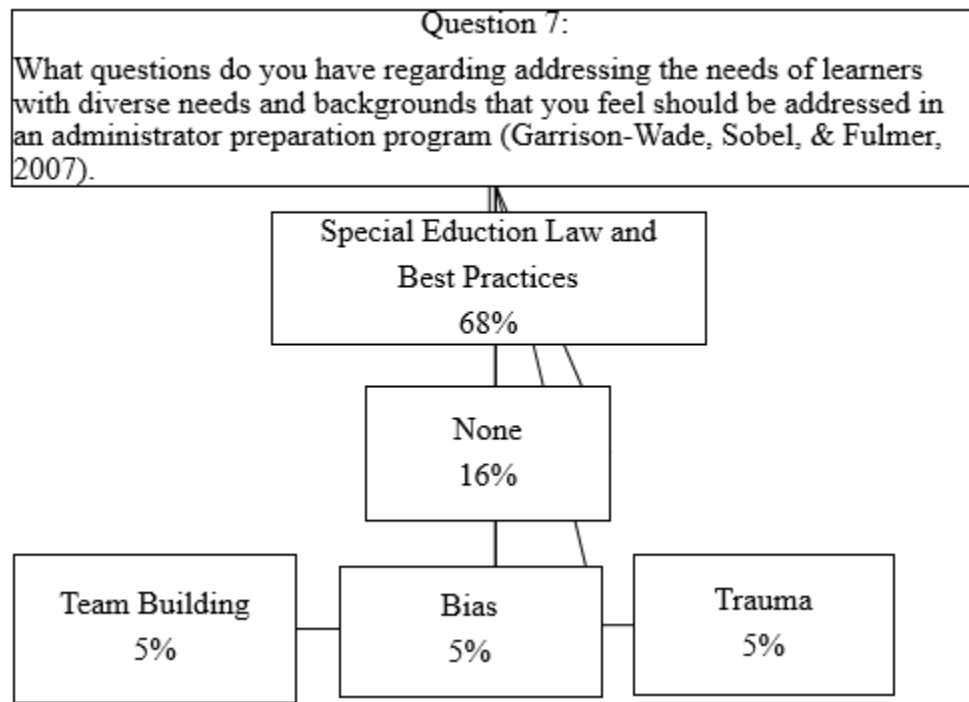 Question 7:
What questions do you have regarding addressing the needs of learners
with diverse needs and backgrounds that you feel should be addressed in
an administrator preparation program (Garrison-Wade, Sobel, & Fulmer,
2007).
Special Eduction Law and
Best Practices
68%
None
16%
Team Building
5%
Bias
5%
Trauma
5%